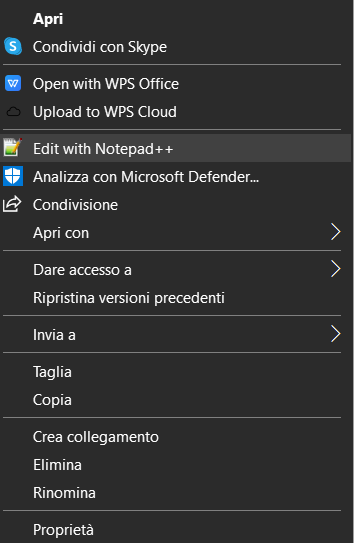 Apri
Condividi con Skype
Open with WPS Office
Upload to WPS Cloud
Edit with Notepad++
Analizza con Microsoft Defender...
Condivisione
Apri con
Dare accesso a
Ripristina versioni precedenti
Invia a
Taglia
Copia
Crea collegamento
Elimina
Rinomina
Proprietà